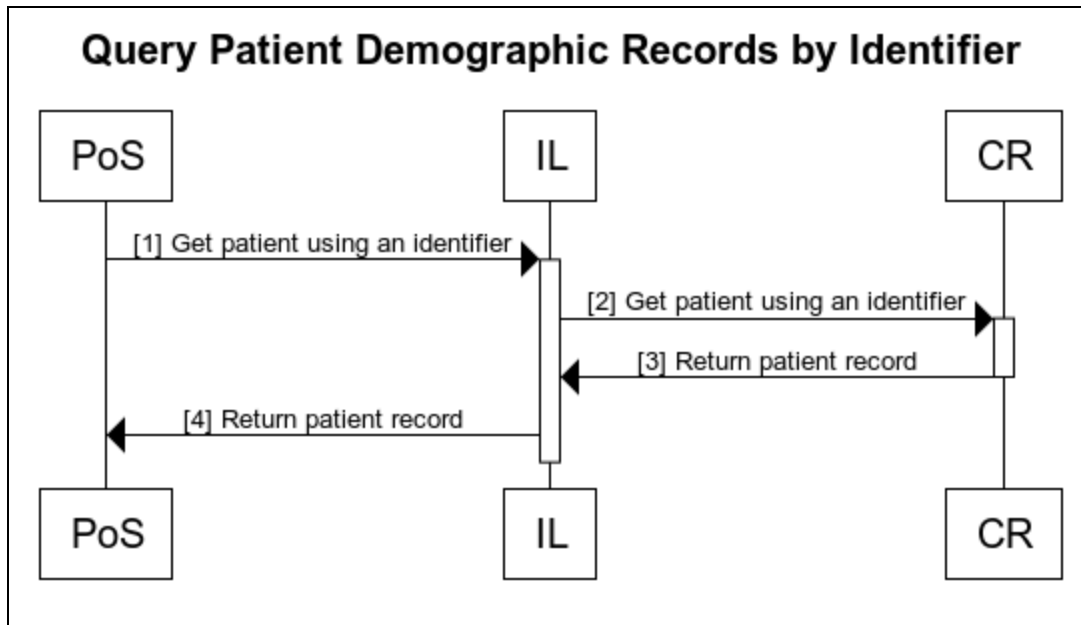 Query Patient Demographic Records by Identifier
PoS
IL
CR
[1] Get patient using an identifier
[2] Get patient using an identifier
[3] Return patient record
[4] Return patient record
PoS
IL
CR